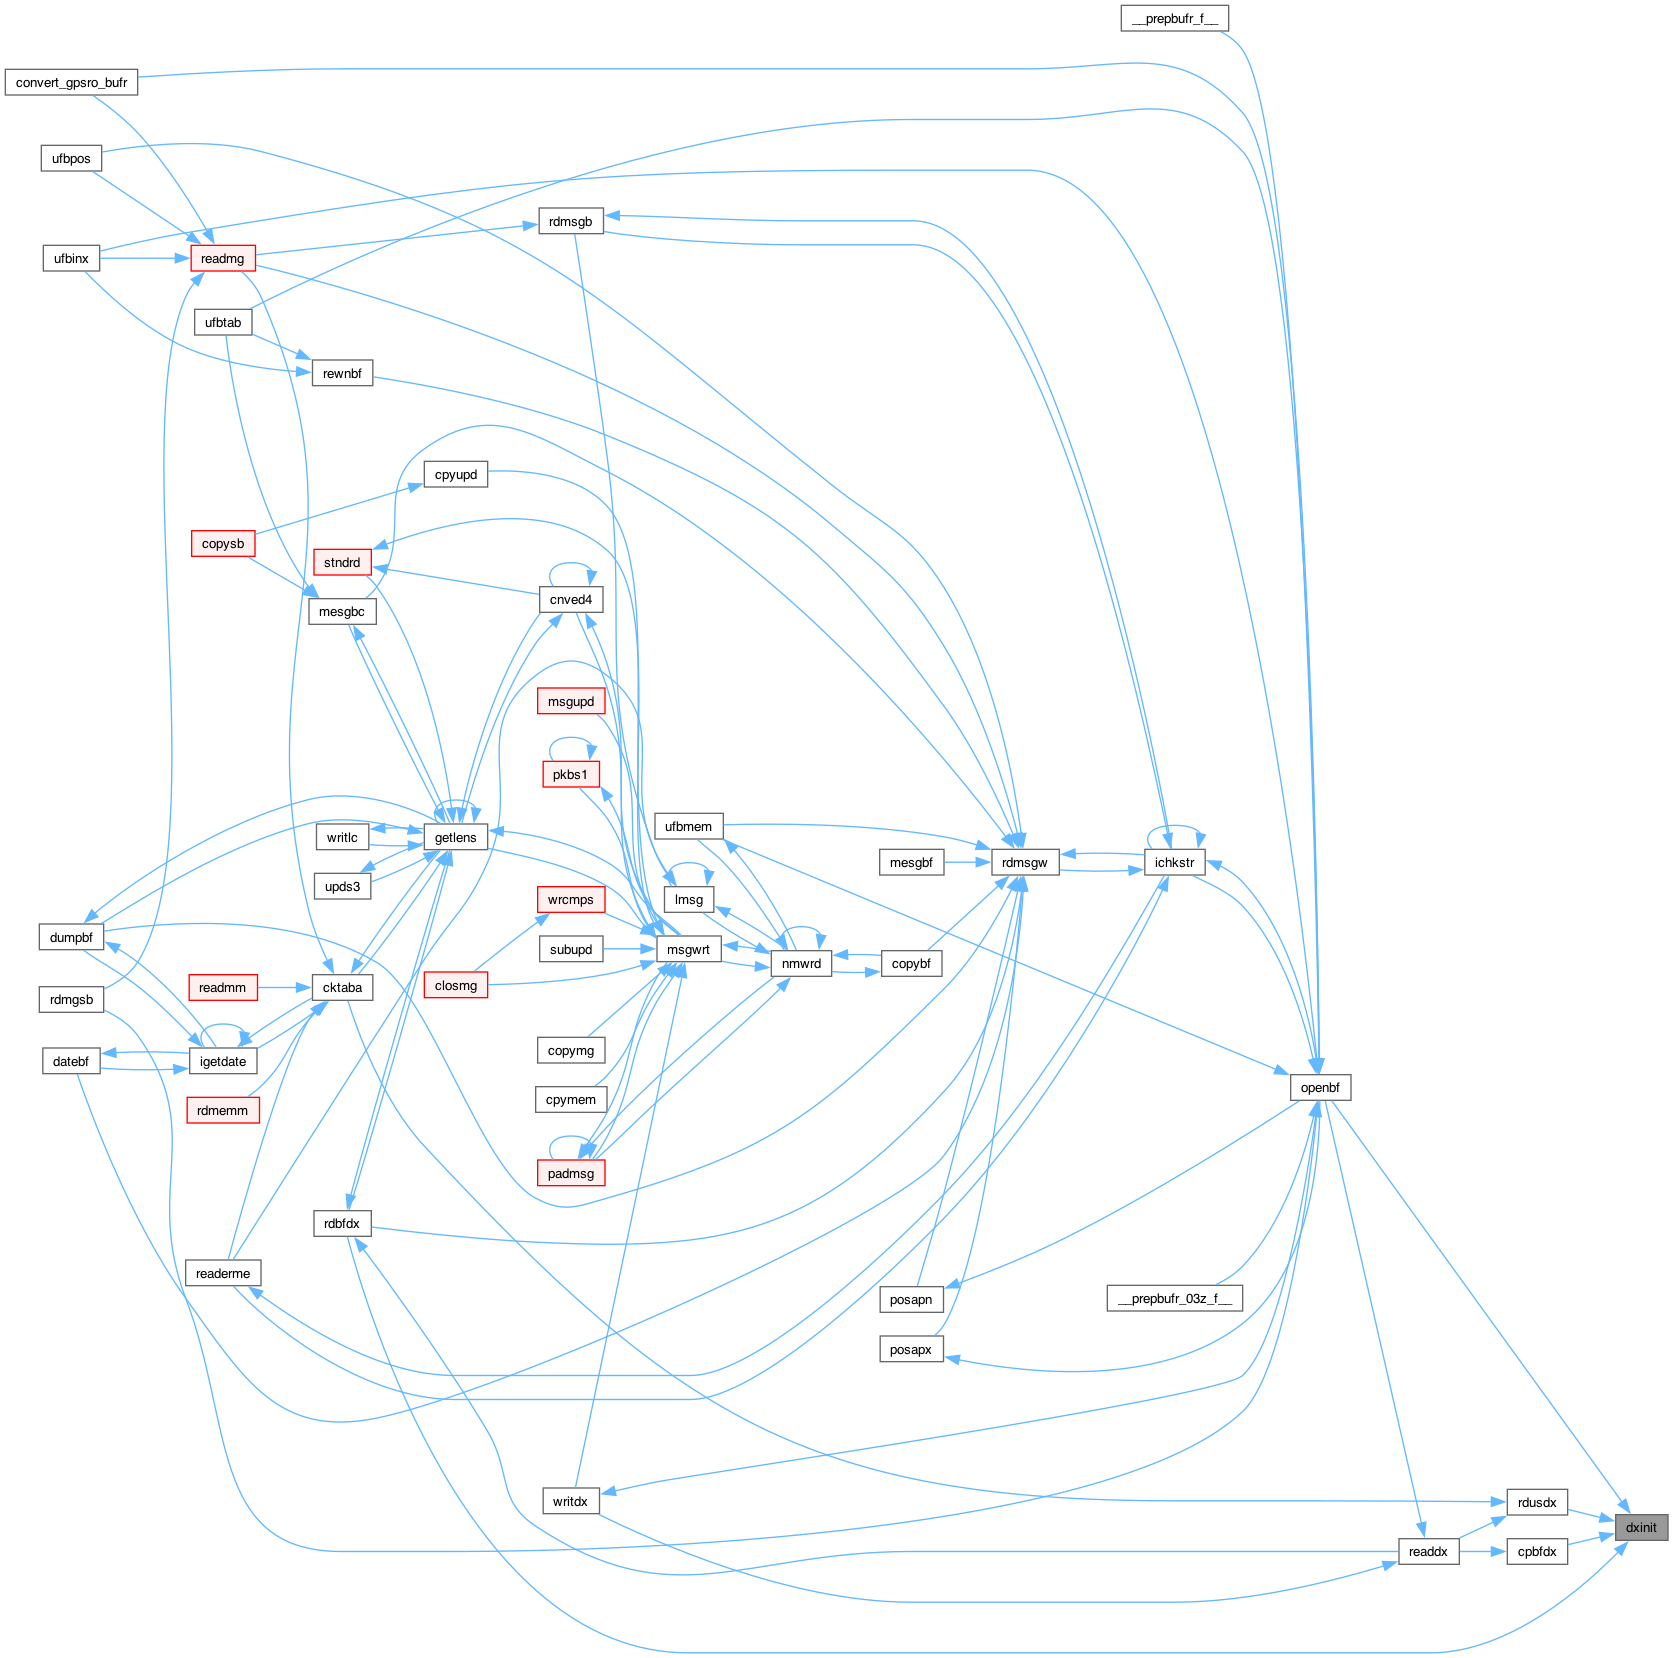 __prepbufr_f__
convert_gpsro_bufr
ufbpos
rdmsgb
ufbinx
readmg
ufbtab
rewnbf
cpyupd
copysb
stndrd
cnved4
mesgbc
msgupd
pkbs1
ufbmem
writlc
getlens
mesgbf
rdmsgw
ichkstr
upds3
wrcmps
lmsg
dumpbf
subupd
msgwrt
nmwrd
copybf
readmm
cktaba
closmg
rdmgsb
copymg
datebf
igetdate
openbf
cpymem
rdmemm
padmsg
rdbfdx
readerme
posapn
__prepbufr_03z_f__
posapx
writdx
rdusdx
dxinit
readdx
cpbfdx